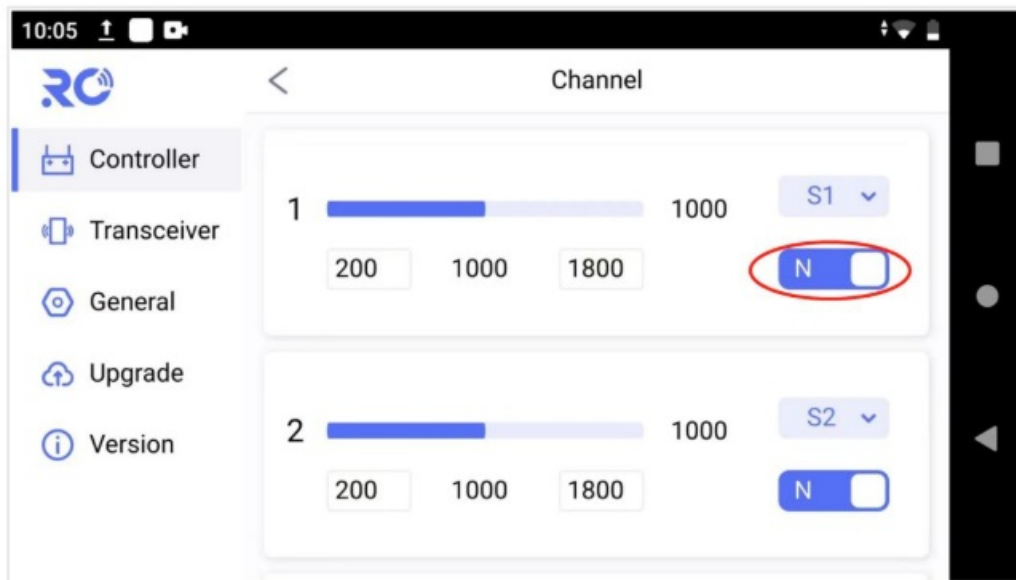 10:05
RC
Channel
Controller
Transceiver
General
Upgrade
Version
1
1000
S1
200 1000 1800
N
2
1000
S2
200 1000 1800
N